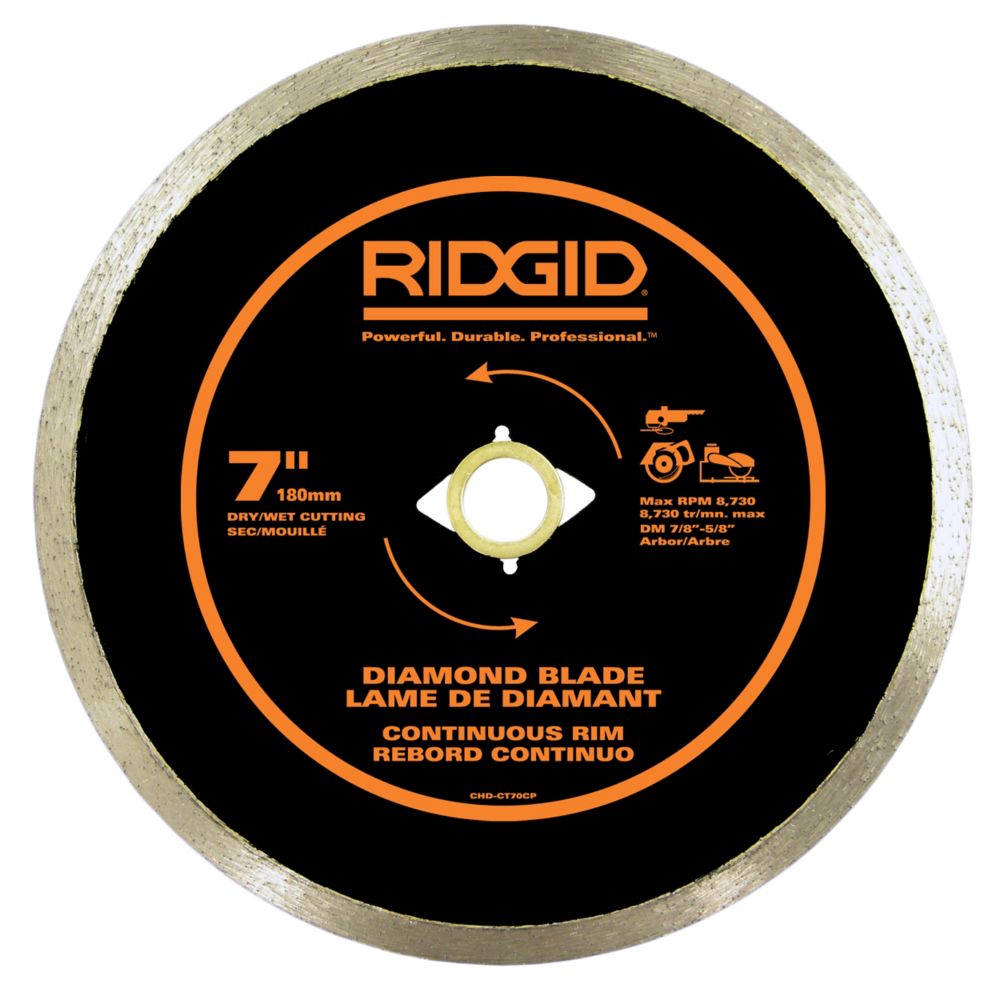 RIDGID®
Powerful. Durable. Professional.™
7"
180mm
DRY/WET CUTTING
SEC/MOUILLÉ
Max RPM 8,730
8,730 tr/mn. max
DM 7/8"-5/8"
Arbor/Arbre
DIAMOND BLADE
LAME DE DIAMANT
CONTINUOUS RIM
REBORD CONTINUO
CHD-CT70CP